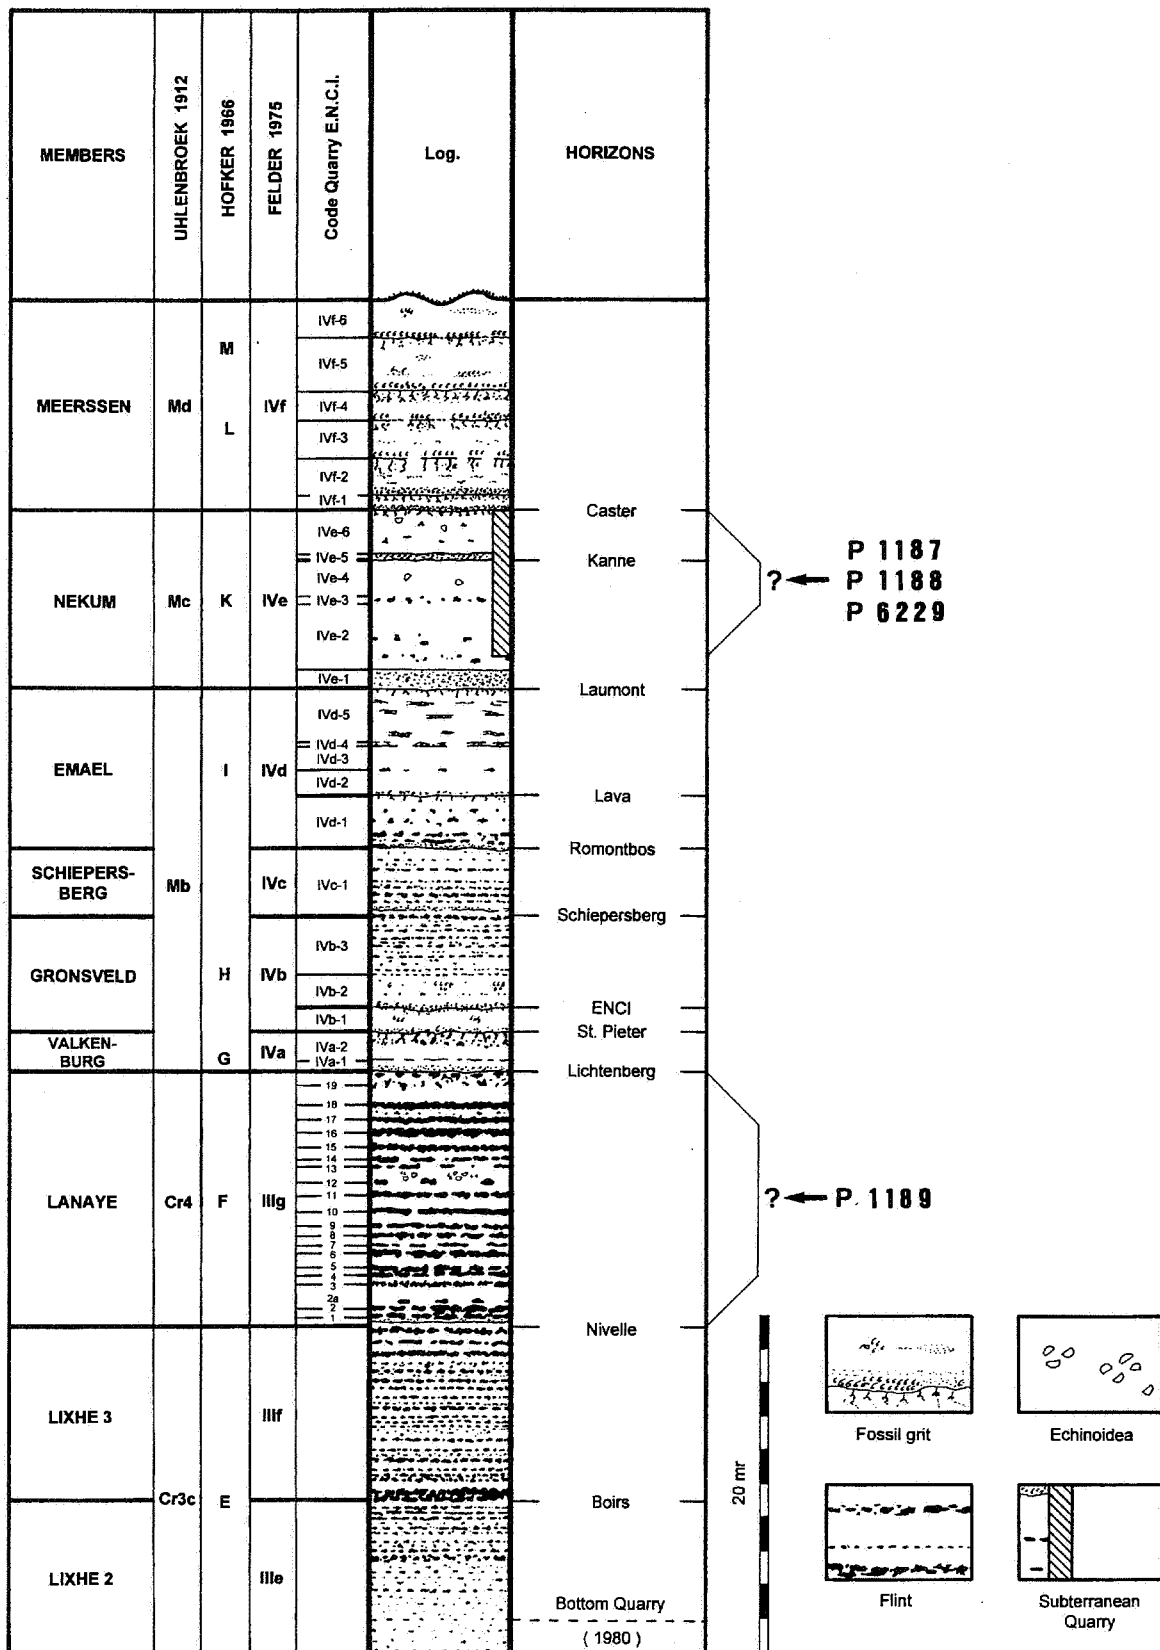 MEMBERS
UHLENBROEK 1912
HOFKER 1966
FELDER 1975
Code Quarry E.N.C.I.
Log.
HORIZONS
MEERSSEN
Md
M
L
IVf
IVf-6
IVf-5
IVf-4
IVf-3
IVf-2
IVf-1
Caster
NEKUM
Mc
K
IVe
IVe-6
IVe-5
IVe-4
IVe-3
IVe-2
IVe-1
Kanne
Laumont
? P 1187
P 1188
P 6229
EMAEL
Mb
I
IVd
IVd-5
IVd-4
IVd-3
IVd-2
IVd-1
Lava
Romontbos
SCHIEPERS-
BERG
IVc
IVc-1
Schiepersberg
GRONSVELD
H
IVb
IVb-3
IVb-2
IVb-1
ENCI
St. Pieter
VALKEN-
BURG
G
IVa
IVa-2
IVa-1
Lichtenberg
LANAYE
Cr4
F
IIIg
19
18
17
16
15
14
13
12
11
10
9
8
7
6
5
4
3
2a
2
1
? P. 1189
Nivelle
LIXHE 3
Cr3c
E
IIIf
Boirs
LIXHE 2
IIIe
Bottom Quarry
( 1980 )
20 mr
Fossil grit
Echinoidea
Flint
Subterranean
Quarry